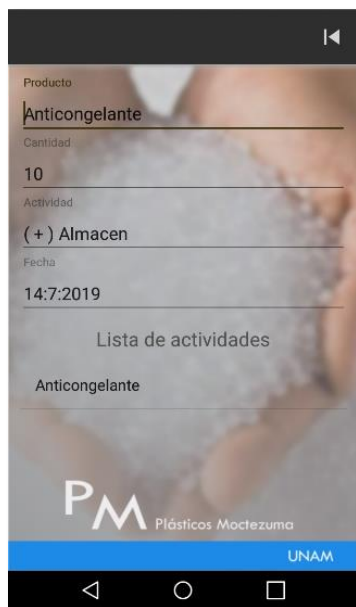 Producto
Anticongelante
Cantidad
10
Actividad
( + ) Almacen
Fecha
14:7:2019
Lista de actividades
Anticongelante
PM Plásticos Moctezuma
UNAM